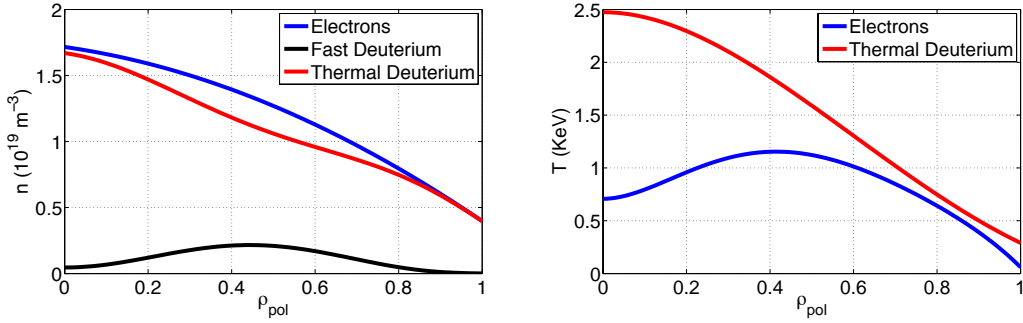 n (10^19 m^−3)
2
1.5
1
0.5
0
0 0.2 0.4 0.6 0.8 1
ρ_pol
Electrons
Fast Deuterium
Thermal Deuterium
T (KeV)
2.5
2
1.5
1
0.5
0
0 0.2 0.4 0.6 0.8 1
ρ_pol
Electrons
Thermal Deuterium